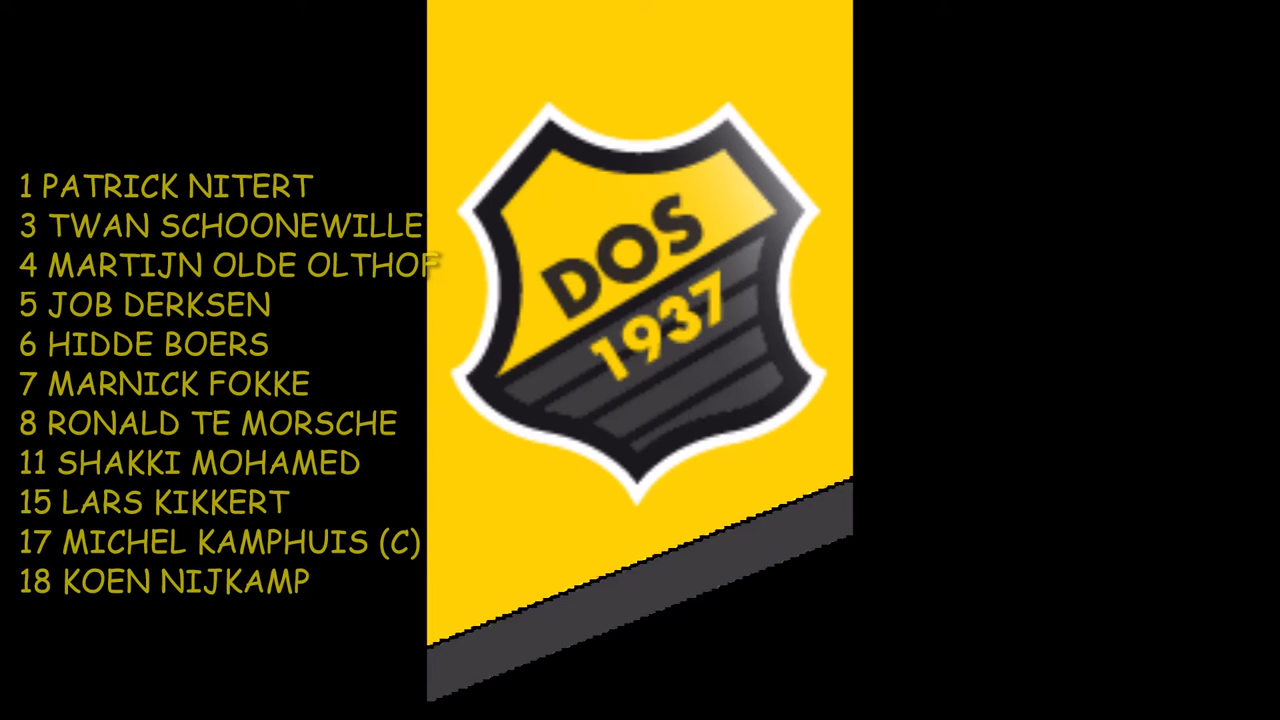 1 PATRICK NITERT
3 TWAN SCHOONEWILLE
4 MARTIJN OLDE OLTHOF
5 JOB DERKSEN
6 HIDDE BOERS
7 MARNICK FOKKE
8 RONALD TE MORSCHE
11 SHAKKI MOHAMED
15 LARS KIKKERT
17 MICHEL KAMPHUIS (C)
18 KOEN NIJKAMP
DOS
1937